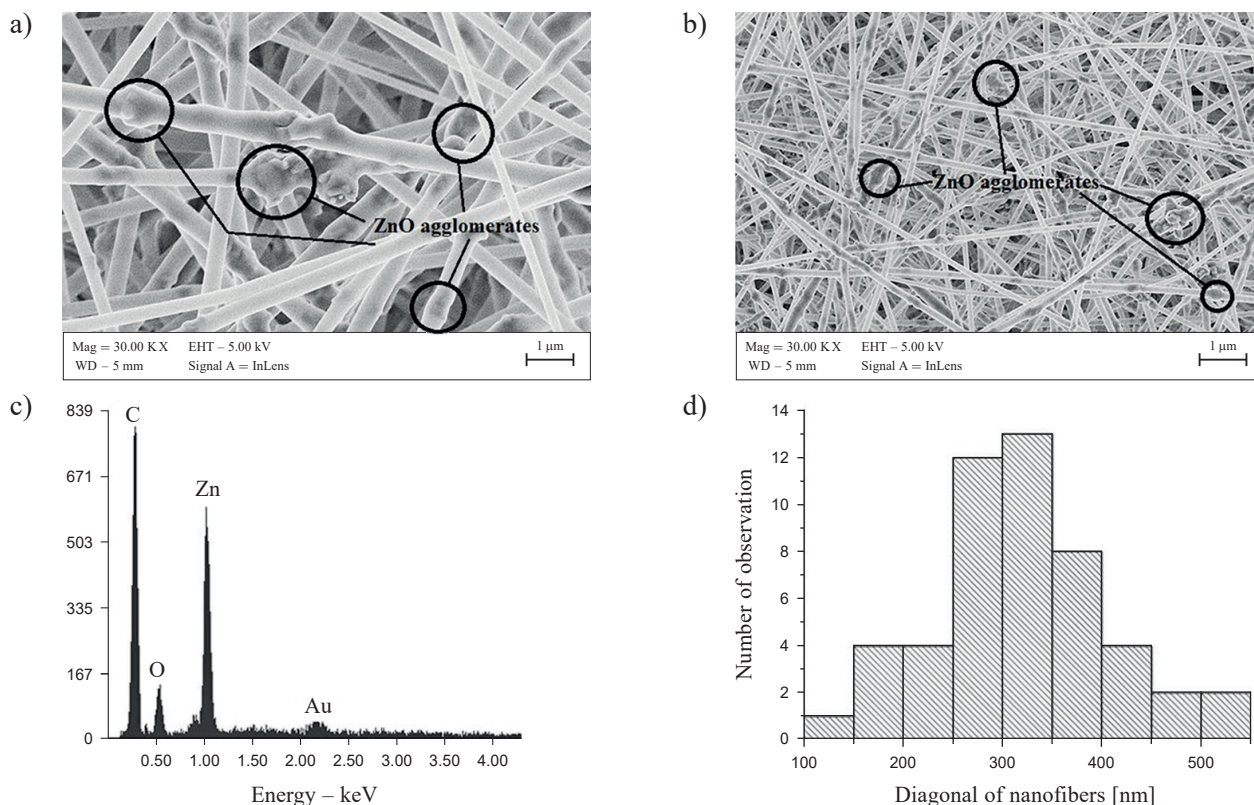 a)
ZnO agglomerates
Mag = 30.00 K X EHT – 5.00 kV 1 µm
WD – 5 mm Signal A = InLens
b)
ZnO agglomerates
Mag = 30.00 K X EHT – 5.00 kV 1 µm
WD – 5 mm Signal A = InLens
c)
839
671
503
335
167
0
C
O
Zn
Au
0.50 1.00 1.50 2.00 2.50 3.00 3.50 4.00
Energy – keV
d)
Number of observation
14
12
10
8
6
4
2
0
100 200 300 400 500
Diagonal of nanofibers [nm]